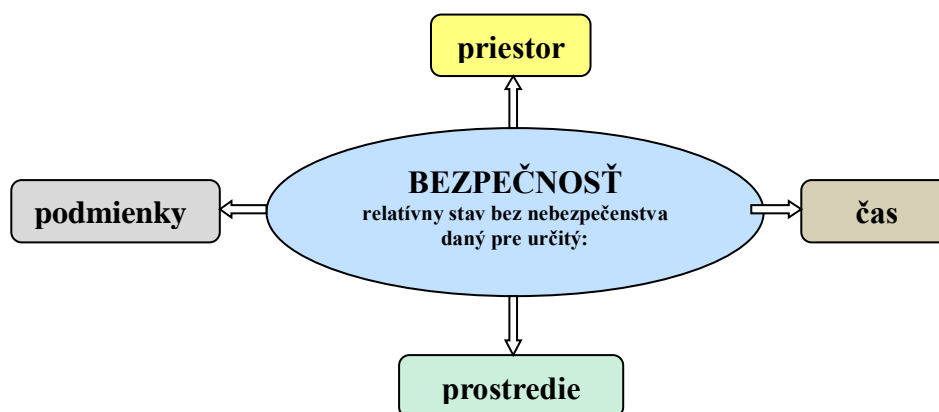 priestor
BEZPEČNOSŤ
relatívny stav bez nebezpečenstva
daný pre určitý:
podmienky
čas
prostredie